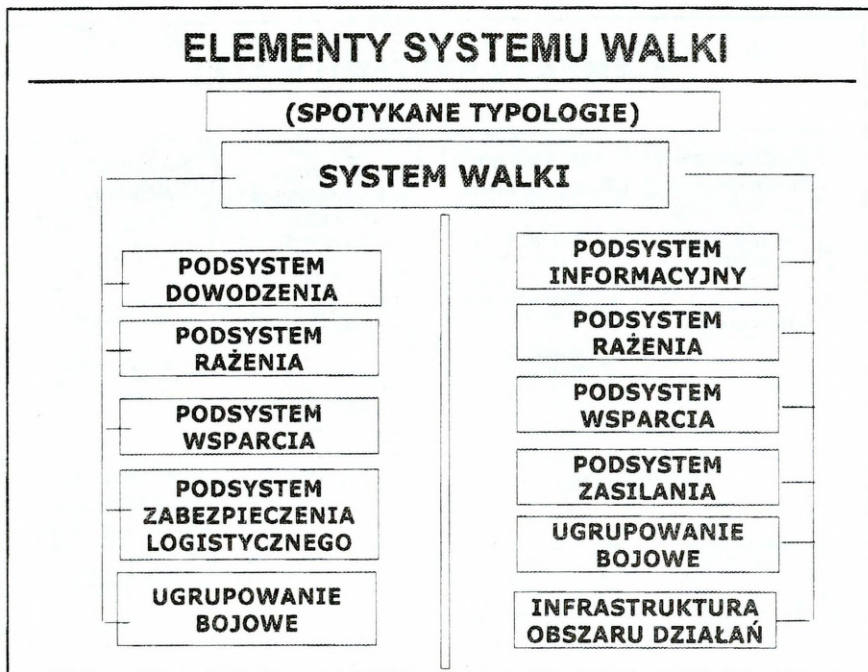 ELEMENTY SYSTEMU WALKI
(SPOTYKANE TYPOLOGIE)
SYSTEM WALKI
PODSYSTEM
DOWODZENIA
PODSYSTEM
RAŻENIA
PODSYSTEM
WSPARCIA
PODSYSTEM
ZABEZPIECZENIA
LOGISTYCZNEGO
UGRUPOWANIE
BOJOWE
PODSYSTEM
INFORMACYJNY
PODSYSTEM
RAŻENIA
PODSYSTEM
WSPARCIA
PODSYSTEM
ZASILANIA
UGRUPOWANIE
BOJOWE
INFRASTRUKTURA
OBSZARU DZIAŁAŃ